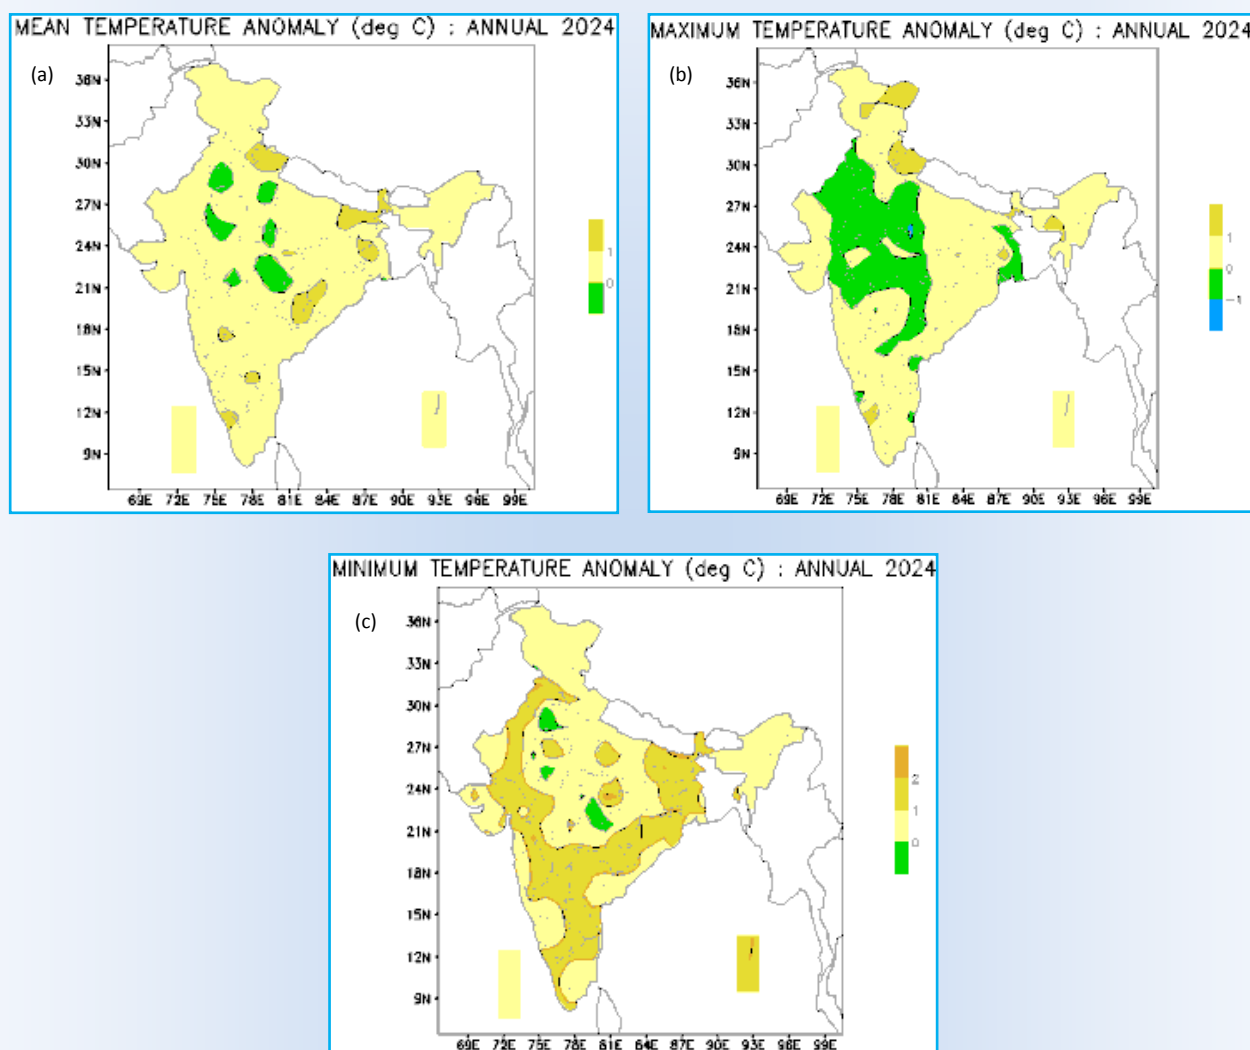 MEAN TEMPERATURE ANOMALY (deg C) : ANNUAL 2024
(a)
36N
33N
30N
27N
24N
21N
18N
15N
12N
9N
69E 72E 75E 78E 81E 84E 87E 90E 93E 96E 99E
1
0
MAXIMUM TEMPERATURE ANOMALY (deg C) : ANNUAL 2024
(b)
36N
33N
30N
27N
24N
21N
18N
15N
12N
9N
69E 72E 75E 78E 81E 84E 87E 90E 93E 96E 99E
1
0
-1
MINIMUM TEMPERATURE ANOMALY (deg C) : ANNUAL 2024
(c)
36N
33N
30N
27N
24N
21N
18N
15N
12N
9N
69E 72E 75E 78E 81E 84E 87E 90E 93E 96E 99E
2
1
0